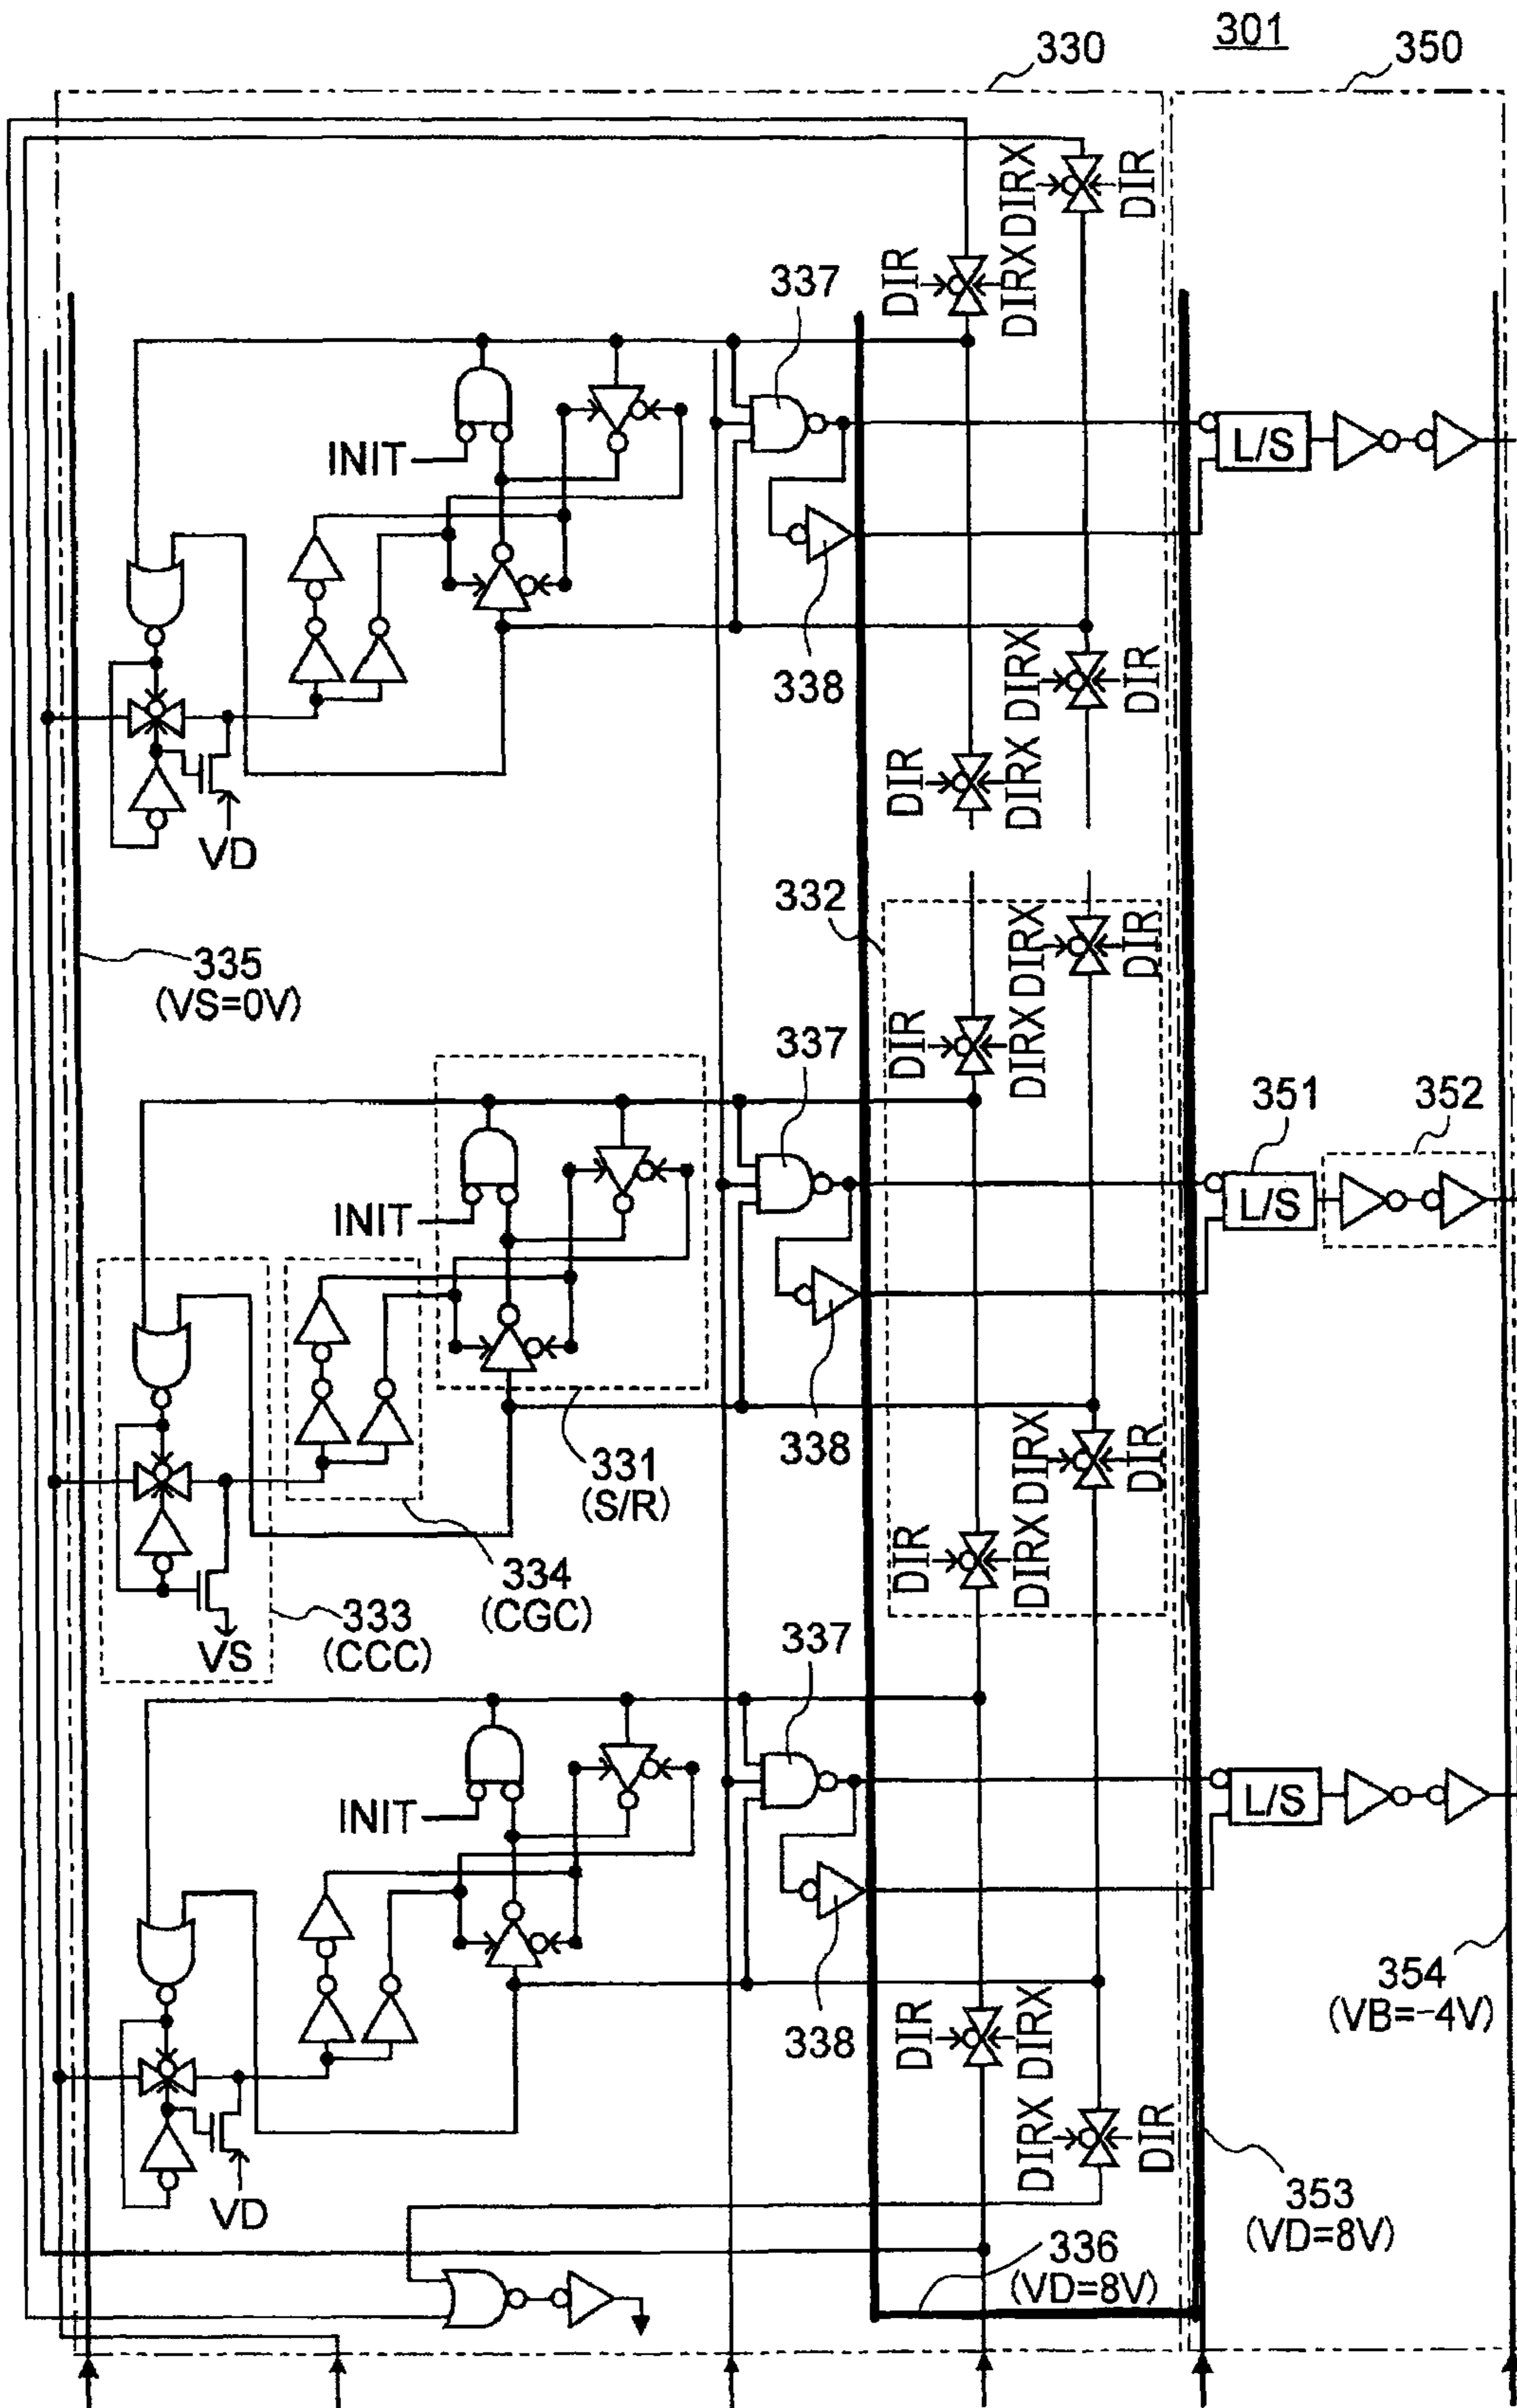 301
330
350
DIRX
DIR
DIR
DIRX
337
INIT
L/S
338
DIRX
DIR
DIR
DIRX
VD
332
DIRX
DIR
335
(VS=0V)
DIR
DIRX
337
351
352
INIT
L/S
338
331
(S/R)
DIRX
DIR
DIR
DIRX
334
(CGC)
333
(CCC)
VS
337
INIT
L/S
354
(VB=-4V)
338
DIR
DIRX
DIRX
DIR
VD
353
(VD=8V)
336
(VD=8V)